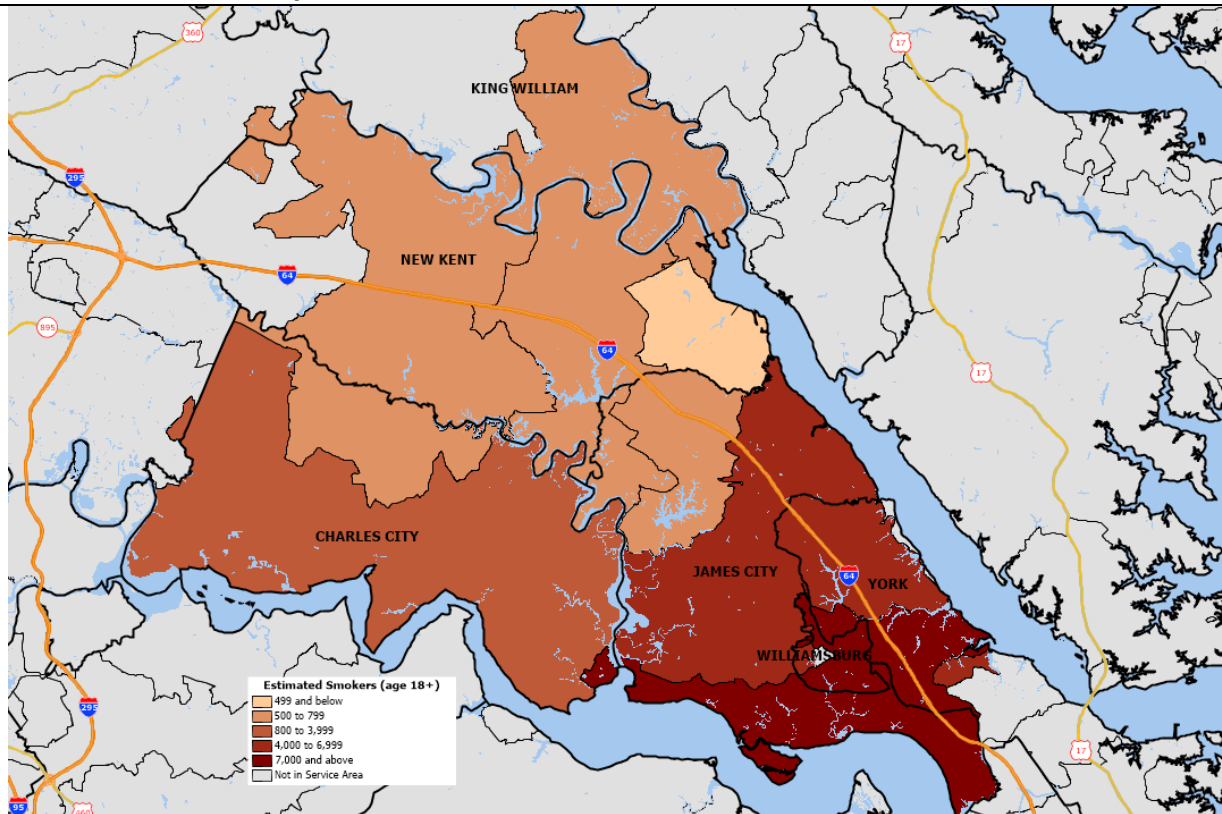 360
17
KING WILLIAM
295
NEW KENT
64
895
64
17
CHARLES CITY
JAMES CITY
64
YORK
WILLIAMSBURG
Estimated Smokers (age 18+)
499 and below
500 to 799
800 to 3,999
4,000 to 6,999
7,000 and above
Not in Service Area
295
17
95